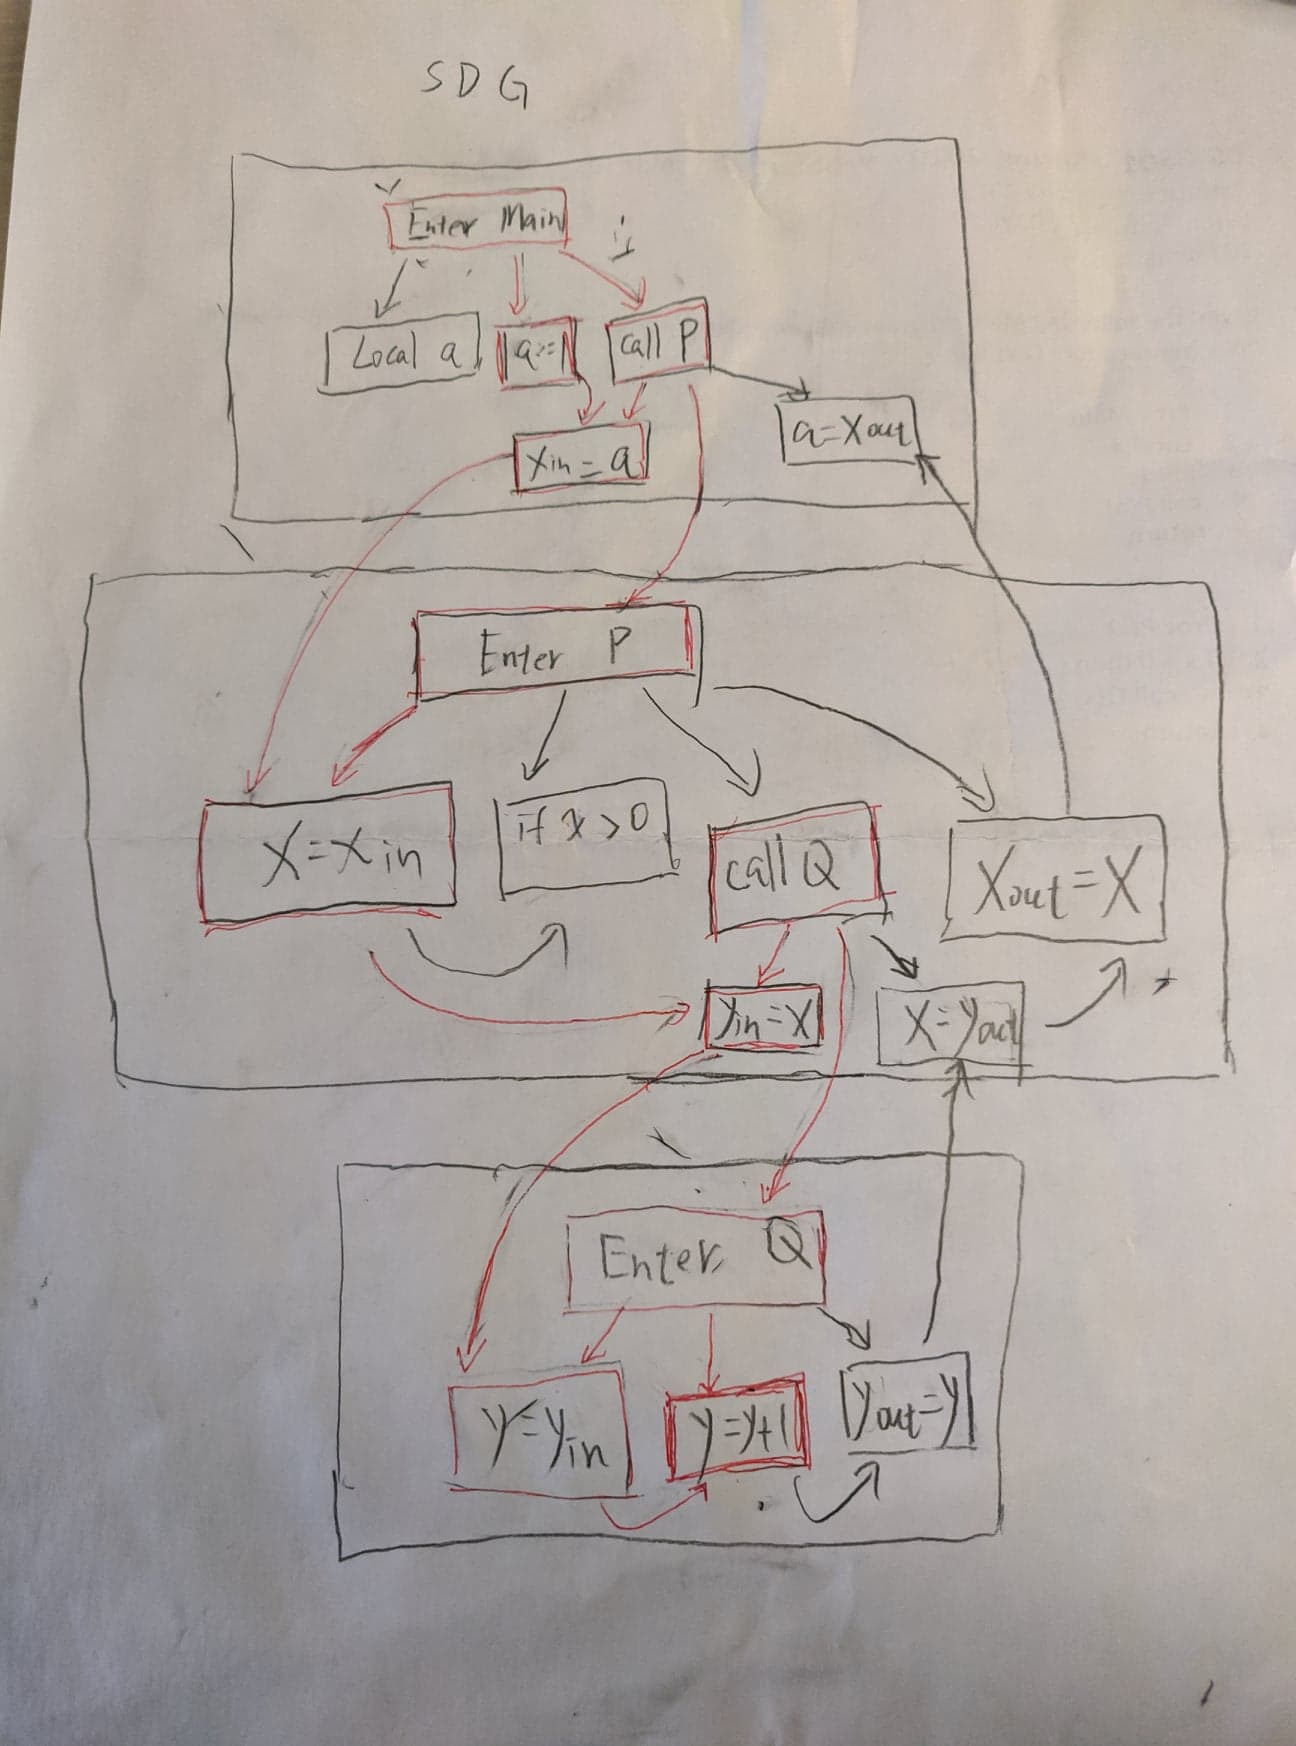 SDG
Enter Main
Local a
call P
a=Xout
Xin=a
Enter P
X=Xin
if x>0
call Q
Xout=X
yin=X
X=yout
Enter Q
y=yin
y=y+1
yout=y